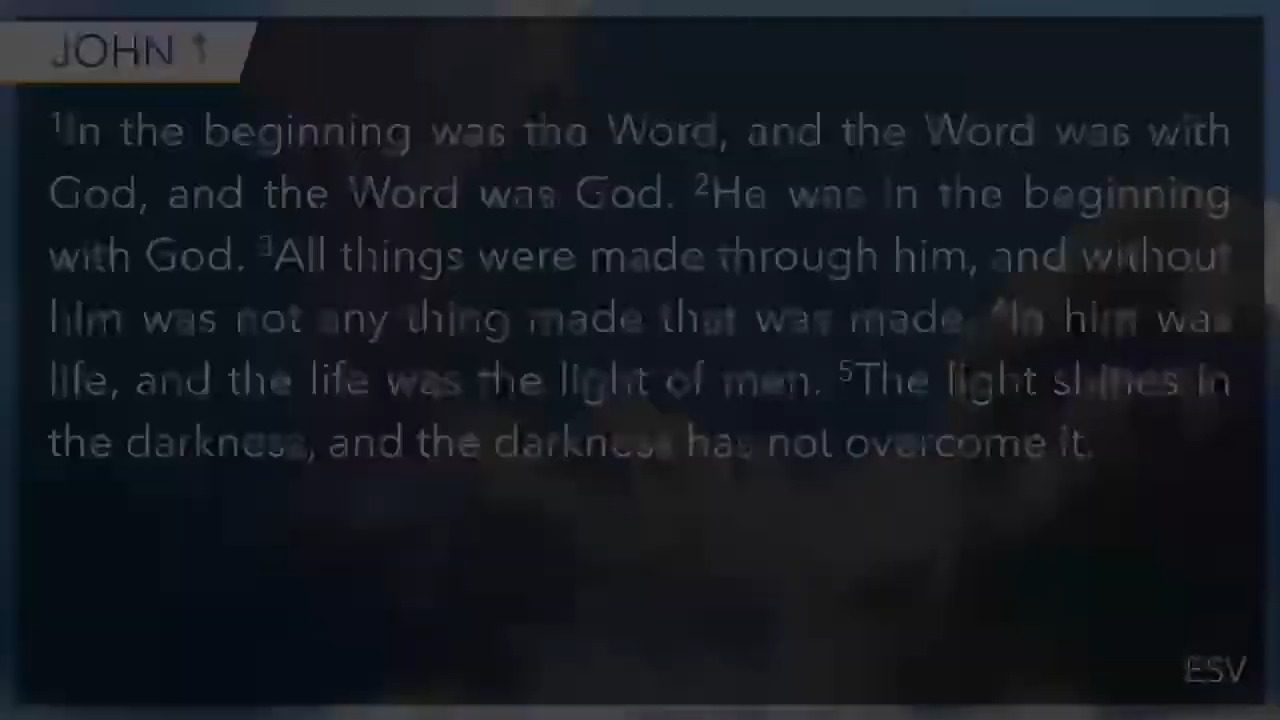 JOHN 1
¹In the beginning was the Word, and the Word was with
God, and the Word was God. ²He was in the beginning
with God. ³All things were made through him, and without
him was not any thing made that was made. ⁴In him was
life, and the life was the light of men. ⁵The light shines in
the darkness, and the darkness has not overcome it.
ESV